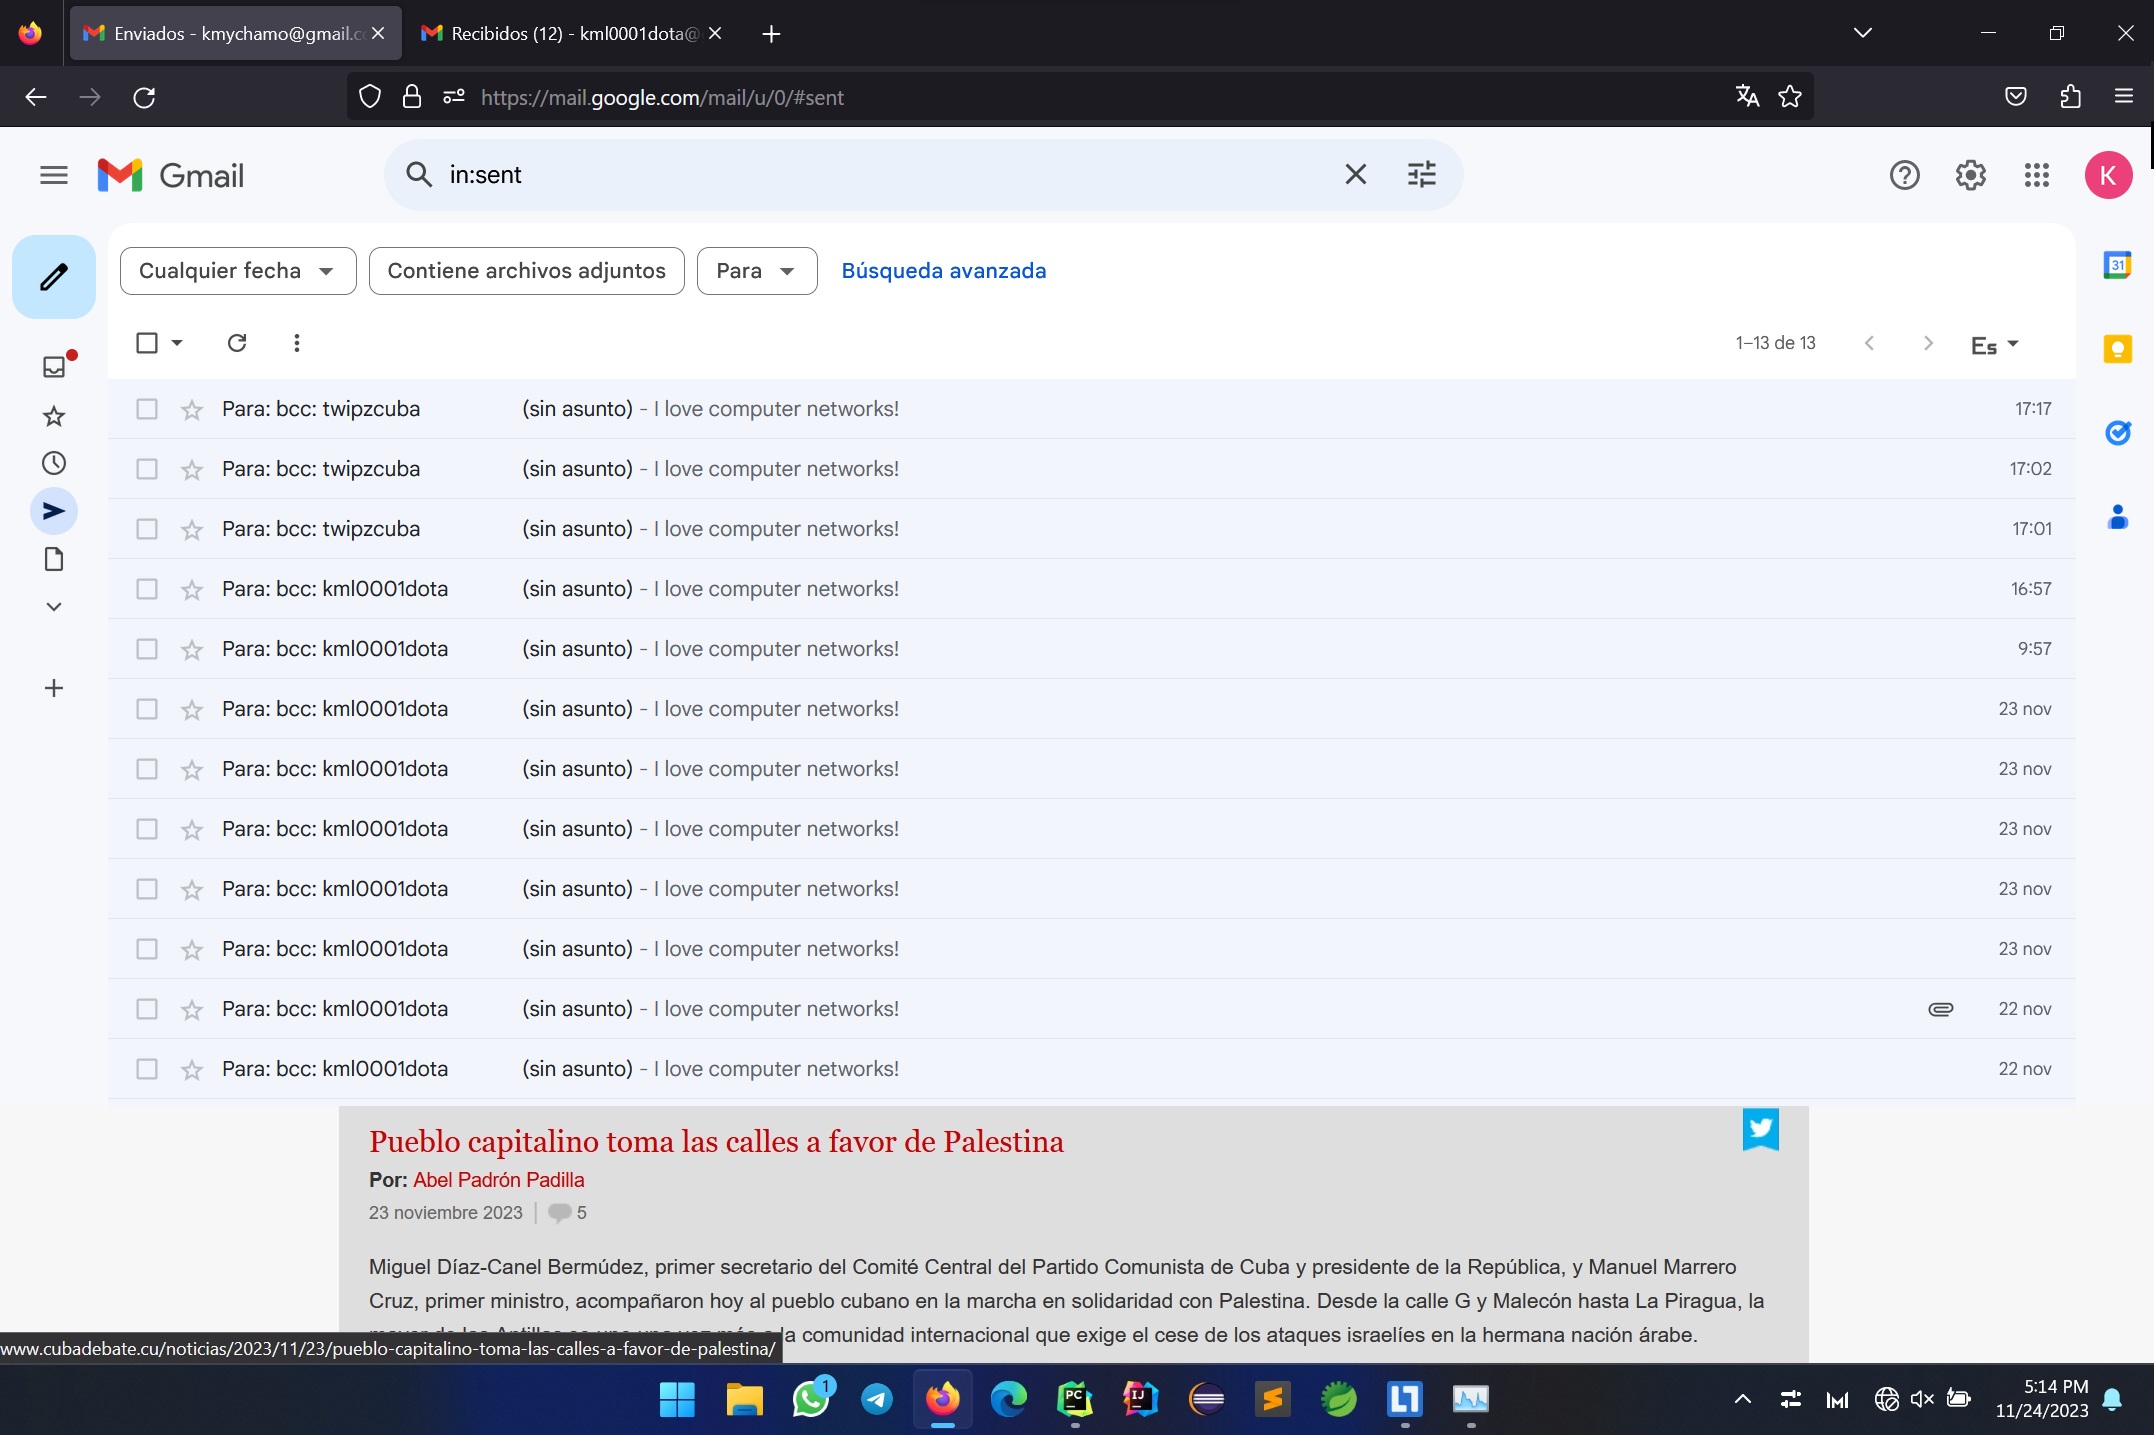 Enviados - kmychamo@gmail.c
Recibidos (12) - kml0001dota@
https://mail.google.com/mail/u/0/#sent
Gmail
in:sent
K
Cualquier fecha
Contiene archivos adjuntos
Para
Búsqueda avanzada
31
1–13 de 13
Es
Para: bcc: twipzcuba (sin asunto) - I love computer networks! 17:17
Para: bcc: twipzcuba (sin asunto) - I love computer networks! 17:02
Para: bcc: twipzcuba (sin asunto) - I love computer networks! 17:01
Para: bcc: kml0001dota (sin asunto) - I love computer networks! 16:57
Para: bcc: kml0001dota (sin asunto) - I love computer networks! 9:57
Para: bcc: kml0001dota (sin asunto) - I love computer networks! 23 nov
Para: bcc: kml0001dota (sin asunto) - I love computer networks! 23 nov
Para: bcc: kml0001dota (sin asunto) - I love computer networks! 23 nov
Para: bcc: kml0001dota (sin asunto) - I love computer networks! 23 nov
Para: bcc: kml0001dota (sin asunto) - I love computer networks! 23 nov
Para: bcc: kml0001dota (sin asunto) - I love computer networks! 22 nov
Para: bcc: kml0001dota (sin asunto) - I love computer networks! 22 nov
Pueblo capitalino toma las calles a favor de Palestina
Por: Abel Padrón Padilla
23 noviembre 2023 | 5
Miguel Díaz-Canel Bermúdez, primer secretario del Comité Central del Partido Comunista de Cuba y presidente de la República, y Manuel Marrero
Cruz, primer ministro, acompañaron hoy al pueblo cubano en la marcha en solidaridad con Palestina. Desde la calle G y Malecón hasta La Piragua, la
la comunidad internacional que exige el cese de los ataques israelíes en la hermana nación árabe.
www.cubadebate.cu/noticias/2023/11/23/pueblo-capitalino-toma-las-calles-a-favor-de-palestina/
1
PC
IJ
5:14 PM
11/24/2023